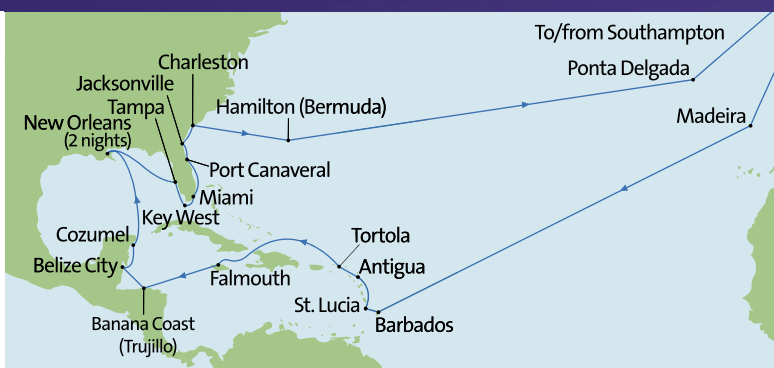 To/from Southampton
Charleston
Ponta Delgada
Jacksonville
Tampa
Hamilton (Bermuda)
Madeira
New Orleans
(2 nights)
Port Canaveral
Miami
Key West
Cozumel
Tortola
Belize City
Antigua
Falmouth
St. Lucia
Barbados
Banana Coast
(Trujillo)